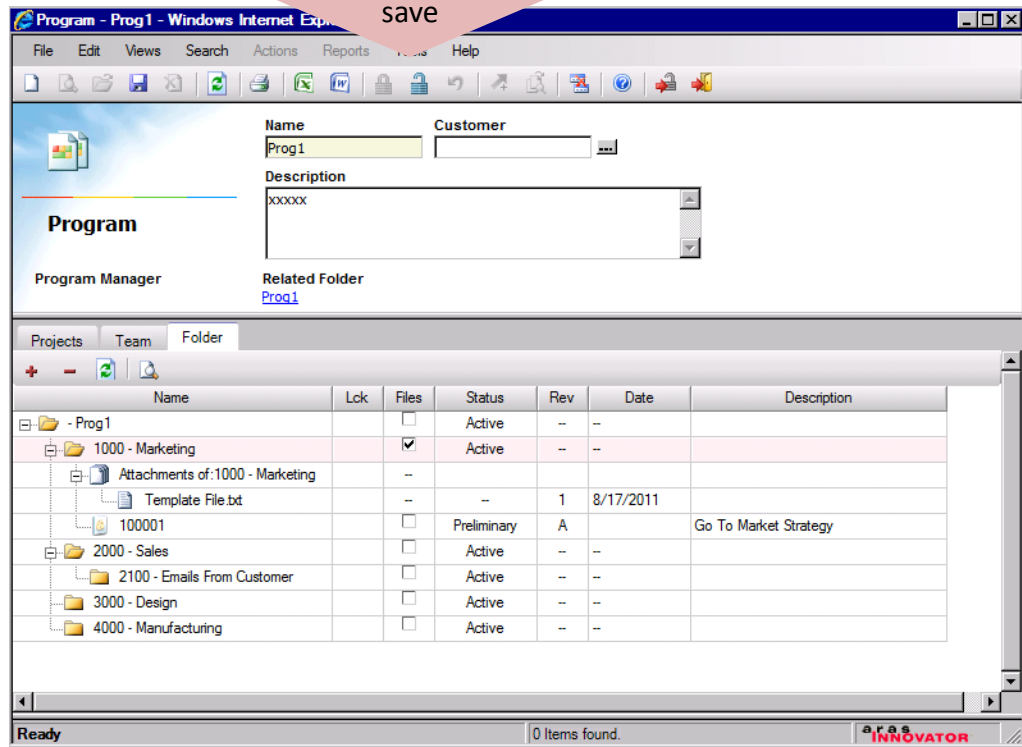 save
Program - Prog1 - Windows Internet
File Edit Views Search Actions Reports Help
Name Customer
Prog1
Description
xxxxx
Program
Program Manager Related Folder
Prog1
Projects Team Folder
Name Lck Files Status Rev Date Description
- Prog1 Active -- --
1000 - Marketing Active -- --
Attachments of:1000 - Marketing --
Template File.txt -- -- 1 8/17/2011
100001 Preliminary A Go To Market Strategy
2000 - Sales Active -- --
2100 - Emails From Customer Active -- --
3000 - Design Active -- --
4000 - Manufacturing Active -- --
Ready 0 Items found. aras INNOVATOR